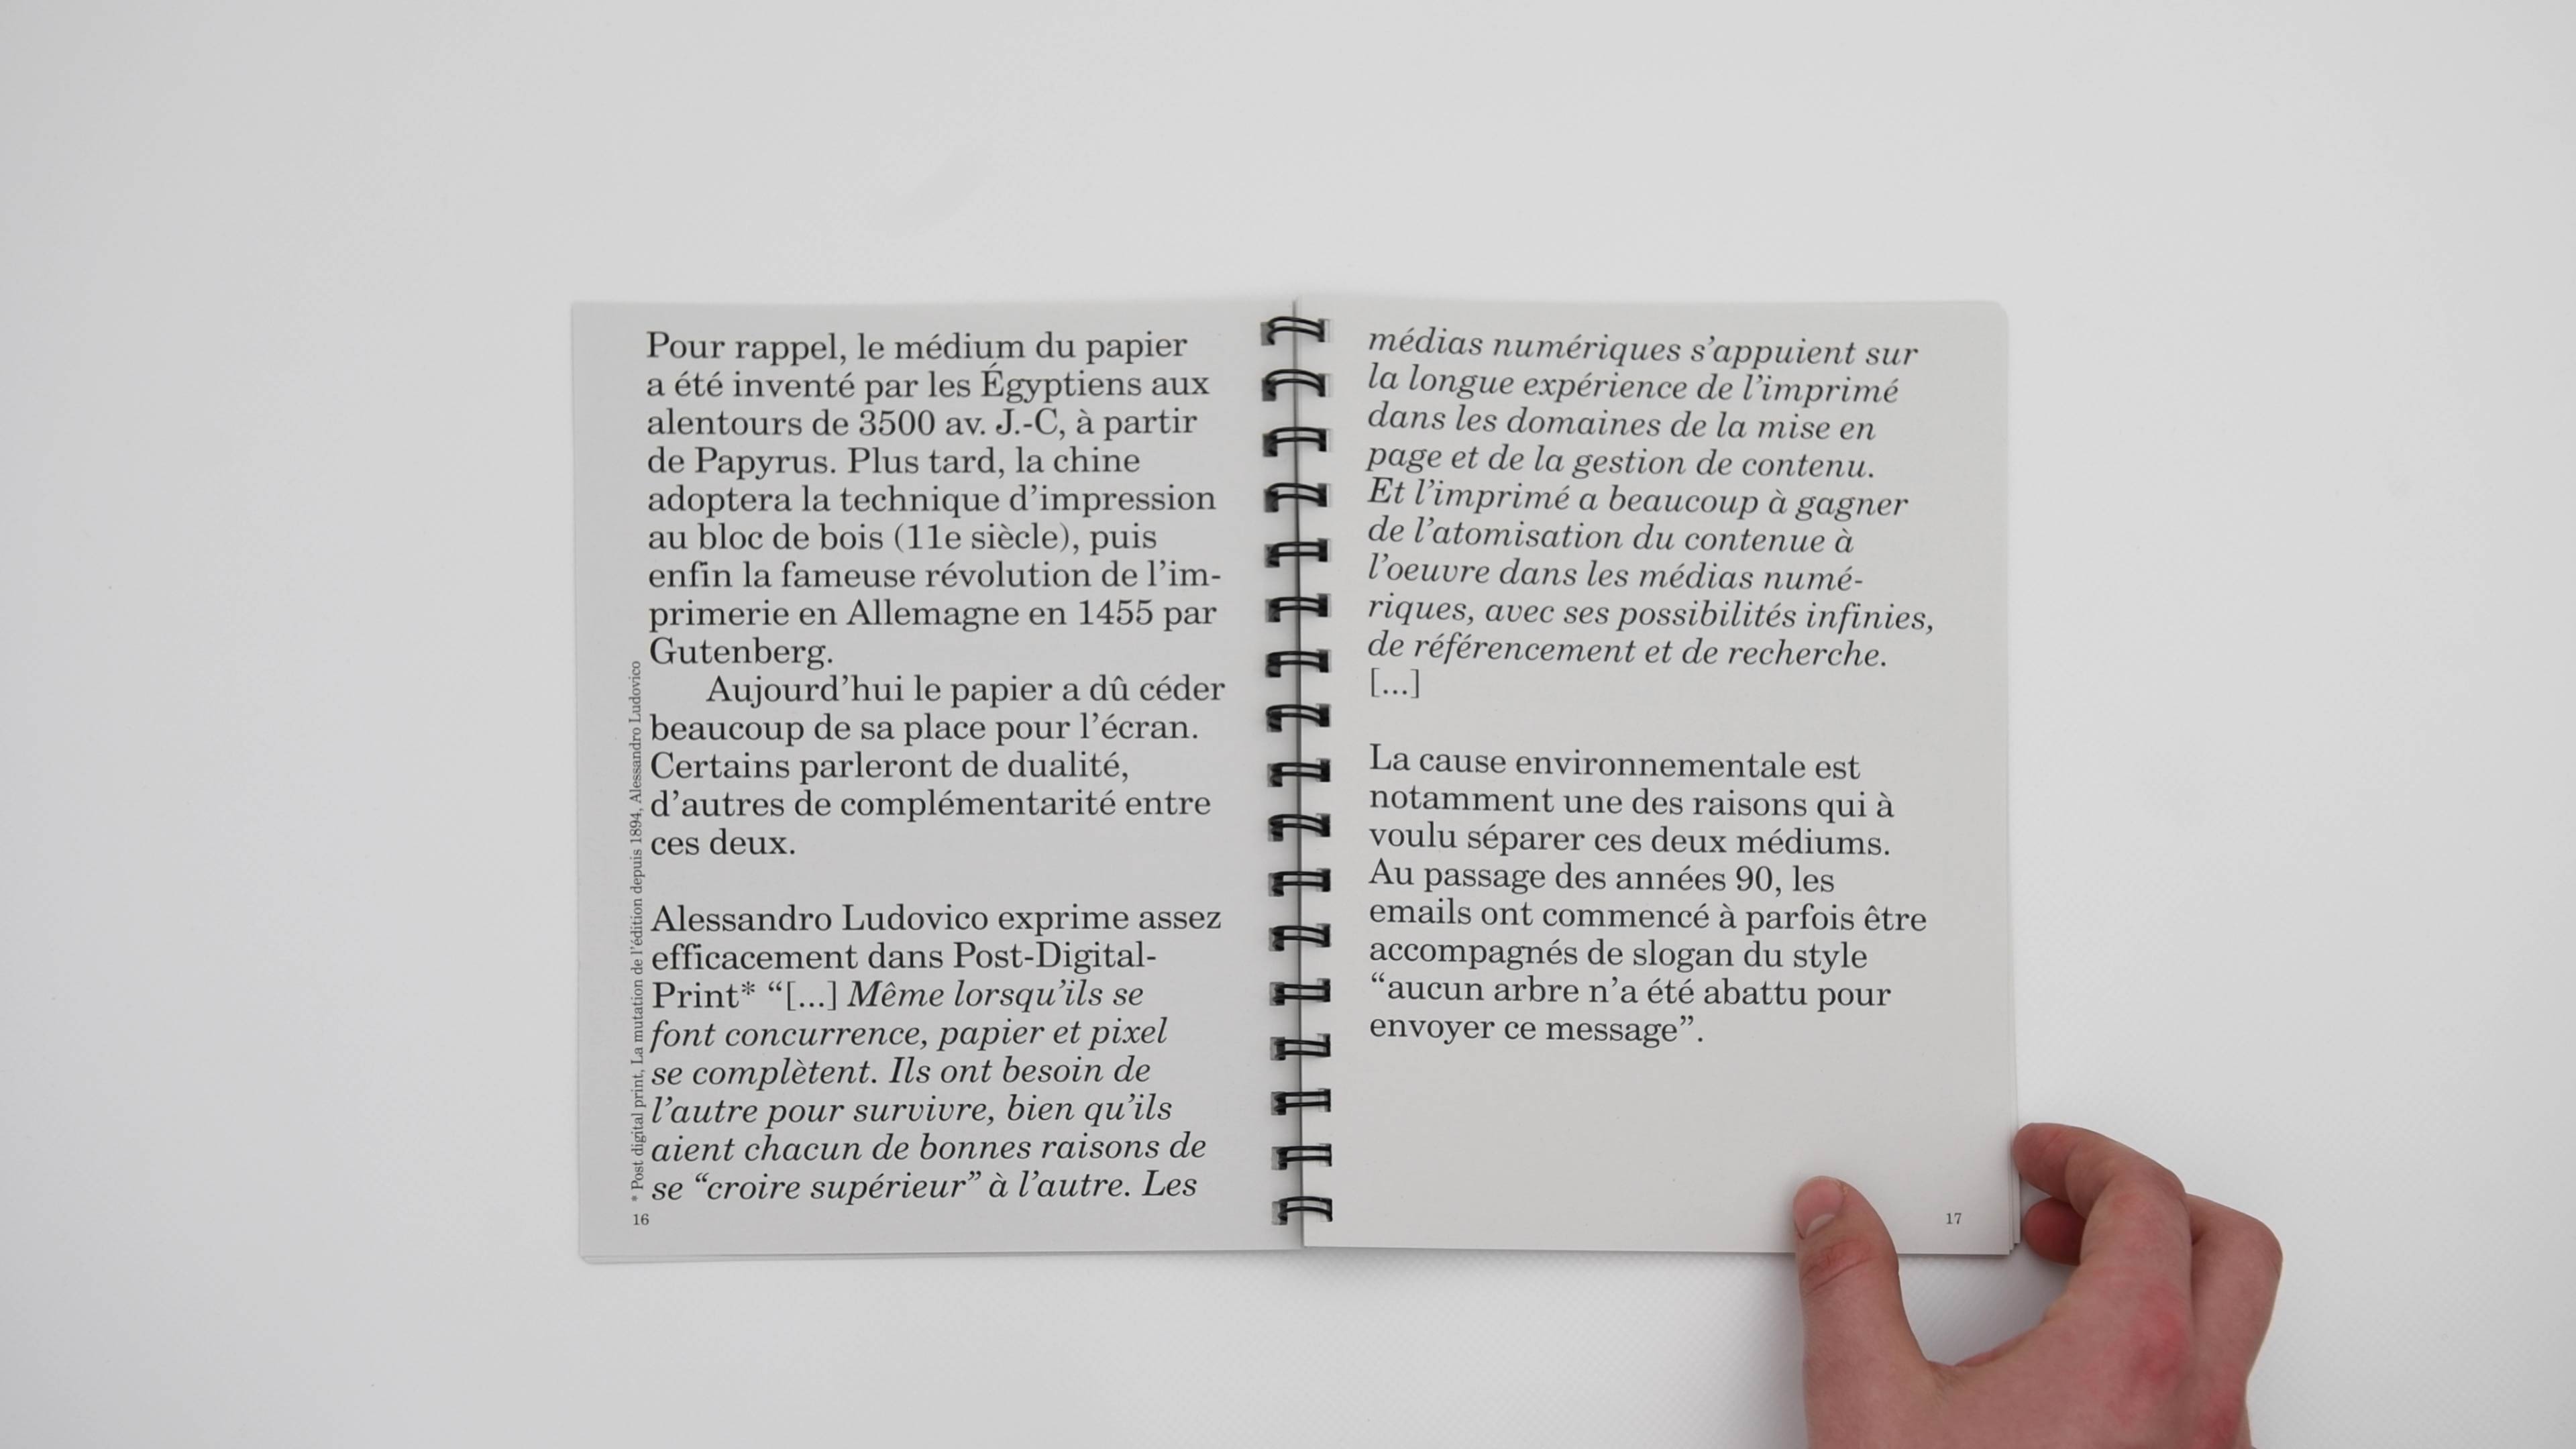 Pour rappel, le médium du papier
a été inventé par les Égyptiens aux
alentours de 3500 av. J.-C, à partir
de Papyrus. Plus tard, la chine
adoptera la technique d’impression
au bloc de bois (11e siècle), puis
enfin la fameuse révolution de l’im-
primerie en Allemagne en 1455 par
Gutenberg.
Aujourd’hui le papier a dû céder
beaucoup de sa place pour l’écran.
Certains parleront de dualité,
d’autres de complémentarité entre
ces deux.
Alessandro Ludovico exprime assez
efficacement dans Post-Digital-
Print* “[...] Même lorsqu’ils se
font concurrence, papier et pixel
se complètent. Ils ont besoin de
l’autre pour survivre, bien qu’ils
aient chacun de bonnes raisons de
se “croire supérieur” à l’autre. Les
* Post digital print, La mutation de l’édition depuis 1894, Alessandro Ludovico
16
médias numériques s’appuient sur
la longue expérience de l’imprimé
dans les domaines de la mise en
page et de la gestion de contenu.
Et l’imprimé a beaucoup à gagner
de l’atomisation du contenue à
l’oeuvre dans les médias numé-
riques, avec ses possibilités infinies,
de référencement et de recherche.
[...]
La cause environnementale est
notamment une des raisons qui à
voulu séparer ces deux médiums.
Au passage des années 90, les
emails ont commencé à parfois être
accompagnés de slogan du style
“aucun arbre n’a été abattu pour
envoyer ce message”.
17